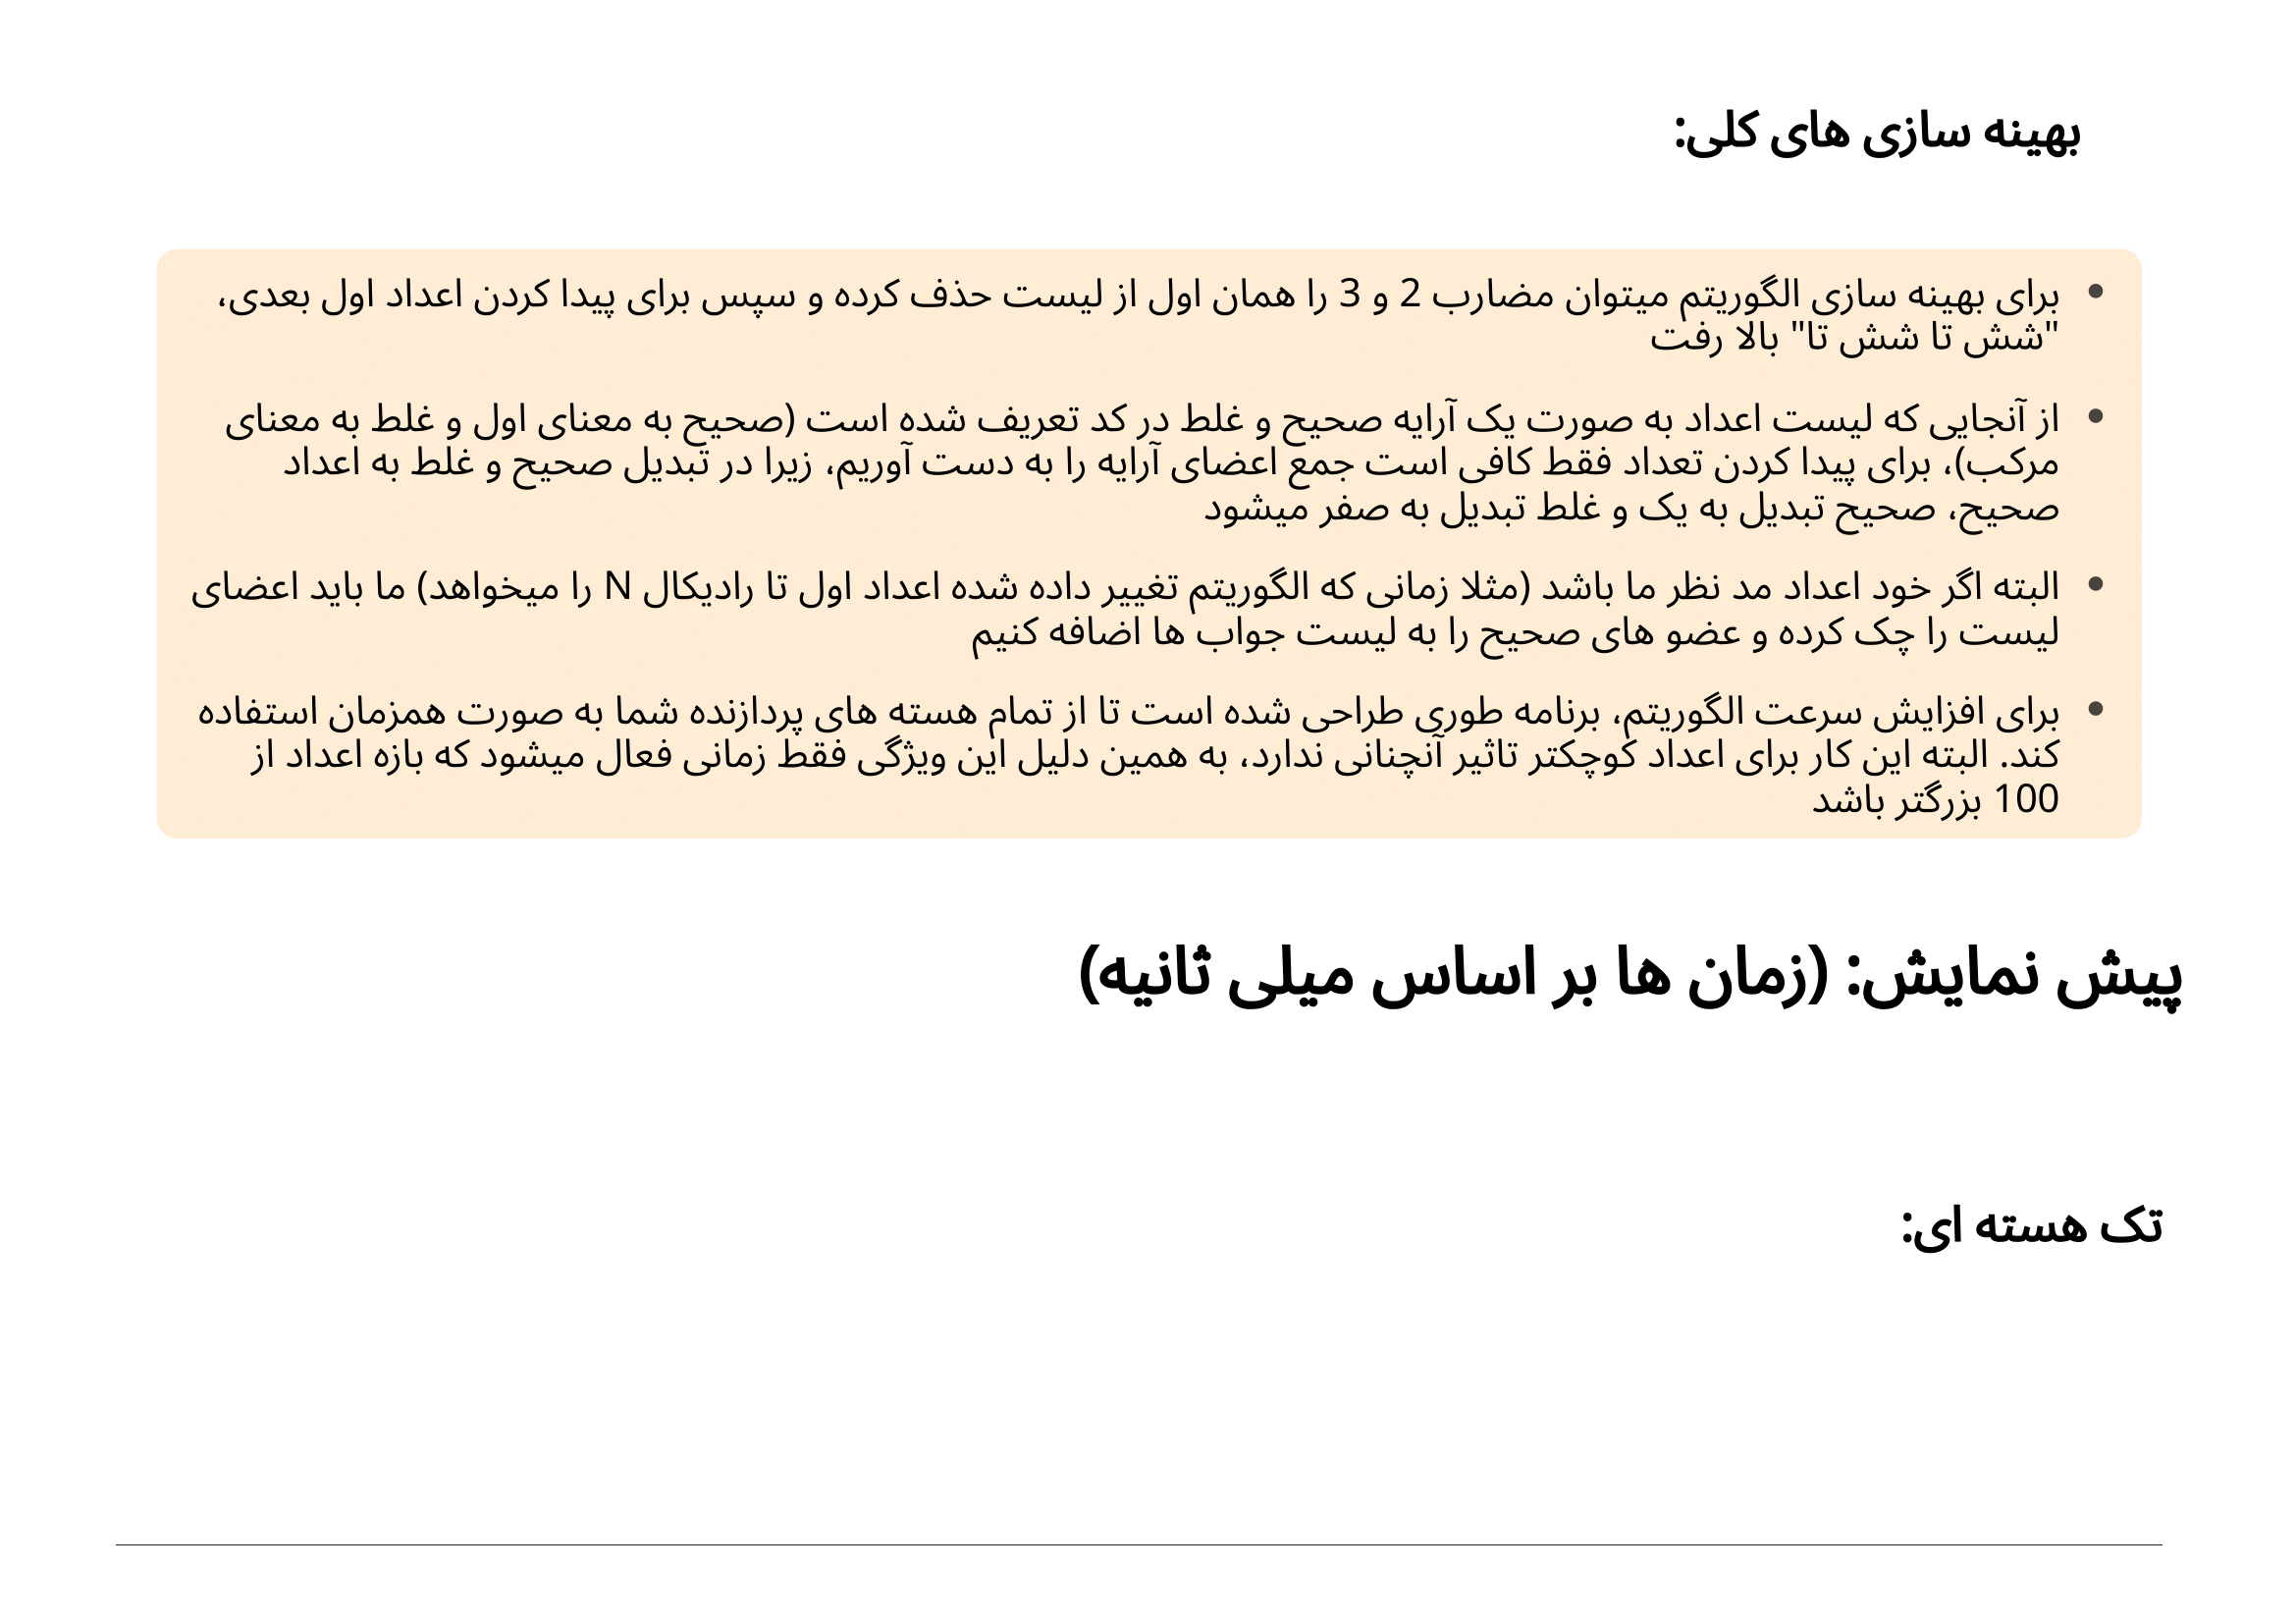 بهینه سازی های کلی:
برای بهینه سازی الگوریتم میتوان مضارب 2 و 3 را همان اول از لیست حذف کرده و سپس برای پیدا کردن اعداد اول بعدی،
"شش تا شش تا" بالا رفت
از آنجایی که لیست اعداد به صورت یک آرایه صحیح و غلط در کد تعریف شده است (صحیح به معنای اول و غلط به معنای
مرکب)، برای پیدا کردن تعداد فقط کافی است جمع اعضای آرایه را به دست آوریم، زیرا در تبدیل صحیح و غلط به اعداد
صحیح، صحیح تبدیل به یک و غلط تبدیل به صفر میشود
البته اگر خود اعداد مد نظر ما باشد (مثلا زمانی که الگوریتم تغییر داده شده اعداد اول تا رادیکال N را میخواهد) ما باید اعضای
لیست را چک کرده و عضو های صحیح را به لیست جواب ها اضافه کنیم
برای افزایش سرعت الگوریتم، برنامه طوری طراحی شده است تا از تمام هسته های پردازنده شما به صورت همزمان استفاده
کند. البته این کار برای اعداد کوچکتر تاثیر آنچنانی ندارد، به همین دلیل این ویژگی فقط زمانی فعال میشود که بازه اعداد از
100 بزرگتر باشد
پیش نمایش: (زمان ها بر اساس میلی ثانیه)
تک هسته ای: